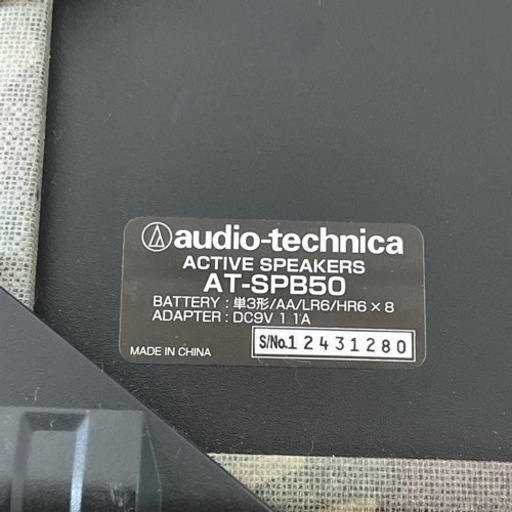 audio-technica
ACTIVE SPEAKERS
AT-SPB50
BATTERY : 単3形/AA/LR6/HR6 × 8
ADAPTER : DC9V 1.1A
S/No.12431280
MADE IN CHINA